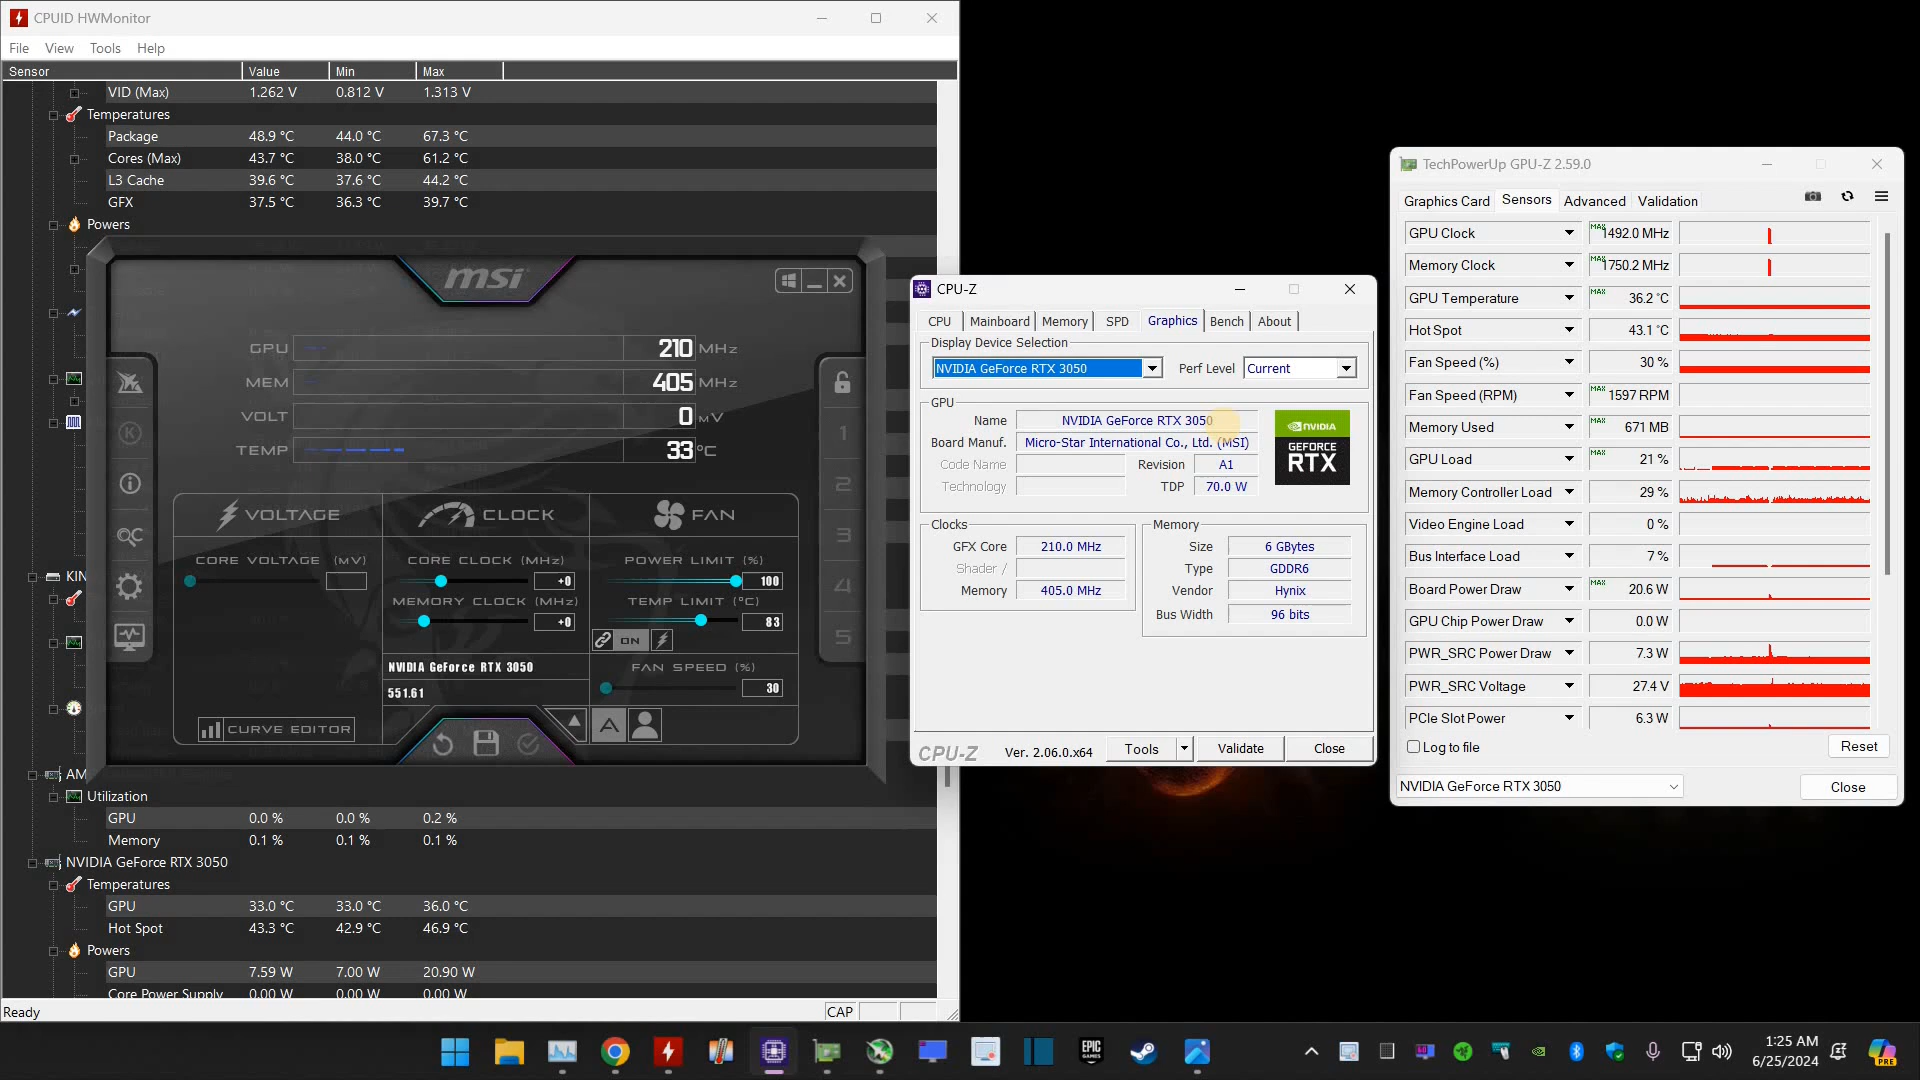 CPUID HWMonitor
File View Tools Help
Sensor Value Min Max
VID (Max) 1.262 V 0.812 V 1.313 V
Temperatures
Package 48.9 °C 44.0 °C 67.3 °C
Cores (Max) 43.7 °C 38.0 °C 61.2 °C
L3 Cache 39.6 °C 37.6 °C 44.2 °C
GFX 37.5 °C 36.3 °C 39.7 °C
Powers
KIN
AM
Utilization
GPU 0.0 % 0.0 % 0.2 %
Memory 0.1 % 0.1 % 0.1 %
NVIDIA GeForce RTX 3050
Temperatures
GPU 33.0 °C 33.0 °C 36.0 °C
Hot Spot 43.3 °C 42.9 °C 46.9 °C
Powers
GPU 7.59 W 7.00 W 20.90 W
Core Power Supply 0.00 W 0.00 W 0.00 W
Ready CAP
msi
GPU 210 MHz
MEM 405 MHz
VOLT 0 mV
TEMP 33 °C
K
i
OC
1
2
3
4
5
VOLTAGE CLOCK FAN
CORE VOLTAGE (MV) CORE CLOCK (MHz) POWER LIMIT (%)
+0 100
MEMORY CLOCK (MHz) TEMP LIMIT (°C)
+0 83
ON
NVIDIA GeForce RTX 3050 FAN SPEED (%)
551.61 30
CURVE EDITOR A
CPU-Z
CPU Mainboard Memory SPD Graphics Bench About
Display Device Selection
NVIDIA GeForce RTX 3050 Perf Level Current
GPU
Name NVIDIA GeForce RTX 3050
Board Manuf. Micro-Star International Co., Ltd. (MSI)
Code Name Revision A1
Technology TDP 70.0 W
NVIDIA
GEFORCE
RTX
Clocks
GFX Core 210.0 MHz
Shader /
Memory 405.0 MHz
Memory
Size 6 GBytes
Type GDDR6
Vendor Hynix
Bus Width 96 bits
CPU-Z Ver. 2.06.0.x64 Tools Validate Close
TechPowerUp GPU-Z 2.59.0
Graphics Card Sensors Advanced Validation
GPU Clock MAX 1492.0 MHz
Memory Clock MAX 1750.2 MHz
GPU Temperature MAX 36.2 °C
Hot Spot 43.1 °C
Fan Speed (%) 30 %
Fan Speed (RPM) MAX 1597 RPM
Memory Used MAX 671 MB
GPU Load MAX 21 %
Memory Controller Load 29 %
Video Engine Load 0 %
Bus Interface Load 7 %
Board Power Draw MAX 20.6 W
GPU Chip Power Draw 0.0 W
PWR_SRC Power Draw 7.3 W
PWR_SRC Voltage 27.4 V
PCIe Slot Power 6.3 W
Log to file Reset
NVIDIA GeForce RTX 3050 Close
EPIC
GAMES
1:25 AM
6/25/2024
PRE